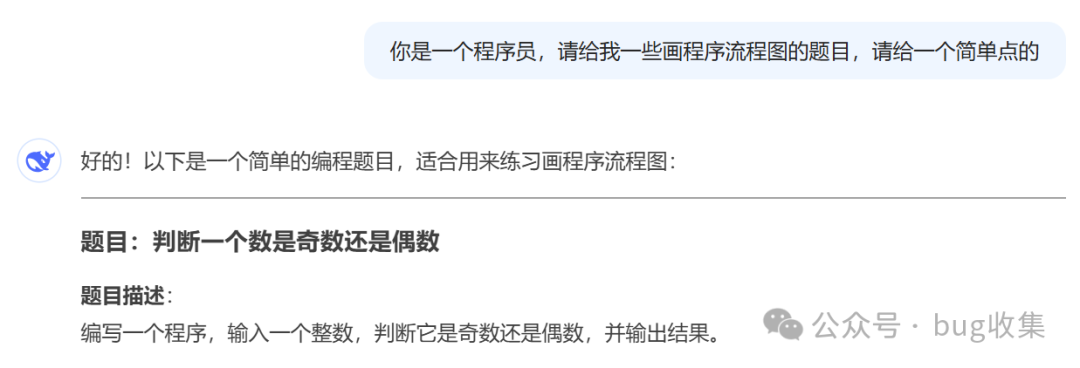 你是一个程序员，请给我一些画程序流程图的题目，请给一个简单点的
好的！以下是一个简单的编程题目，适合用来练习画程序流程图：
题目：判断一个数是奇数还是偶数
题目描述：
编写一个程序，输入一个整数，判断它是奇数还是偶数，并输出结果。
公众号 · bug收集